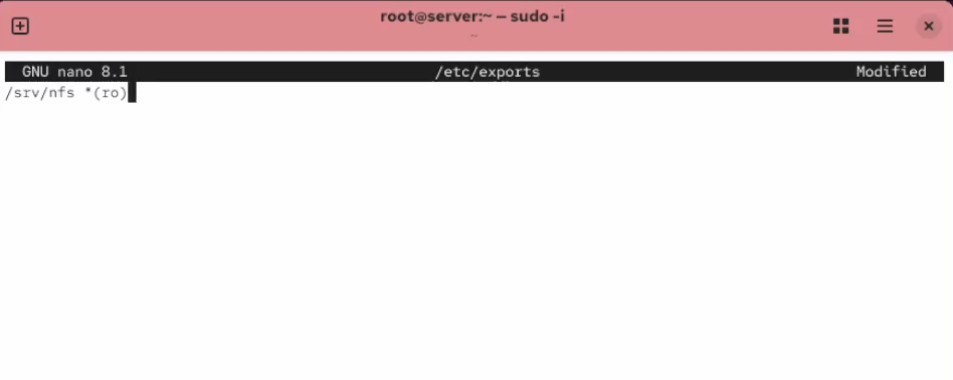 root@server:~ — sudo -i
GNU nano 8.1 /etc/exports Modified
/srv/nfs *(ro)